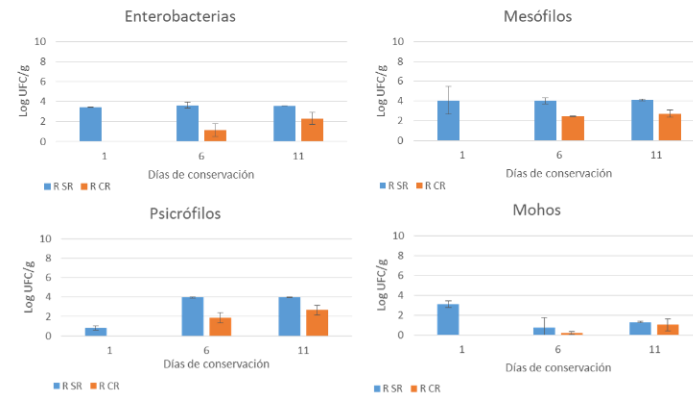 Enterobacterias
10
8
6
4
2
0
Log UFC/g
1 6 11
Días de conservación
R SR R CR
Mesófilos
10
8
6
4
2
0
Log UFC/g
1 6 11
Días de conservación
R SR R CR
Psicrófilos
10
8
6
4
2
0
Log UFC/g
1 6 11
Días de conservación
R SR R CR
Mohos
10
8
6
4
2
0
Log UFC/g
1 6 11
Días de conservación
R SR R CR